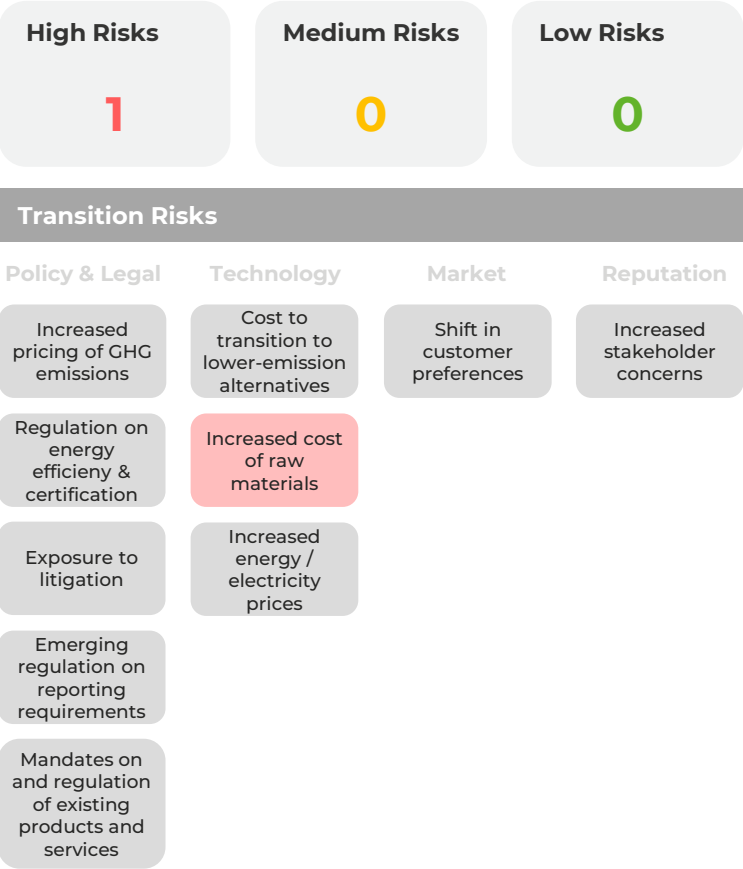 High Risks
1
Medium Risks
0
Low Risks
0
Transition Risks
Policy & Legal
Increased
pricing of GHG
emissions
Regulation on
energy
efficieny &
certification
Exposure to
litigation
Emerging
regulation on
reporting
requirements
Mandates on
and regulation
of existing
products and
services
Technology
Cost to
transition to
lower-emission
alternatives
Increased cost
of raw
materials
Increased
energy /
electricity
prices
Market
Shift in
customer
preferences
Reputation
Increased
stakeholder
concerns